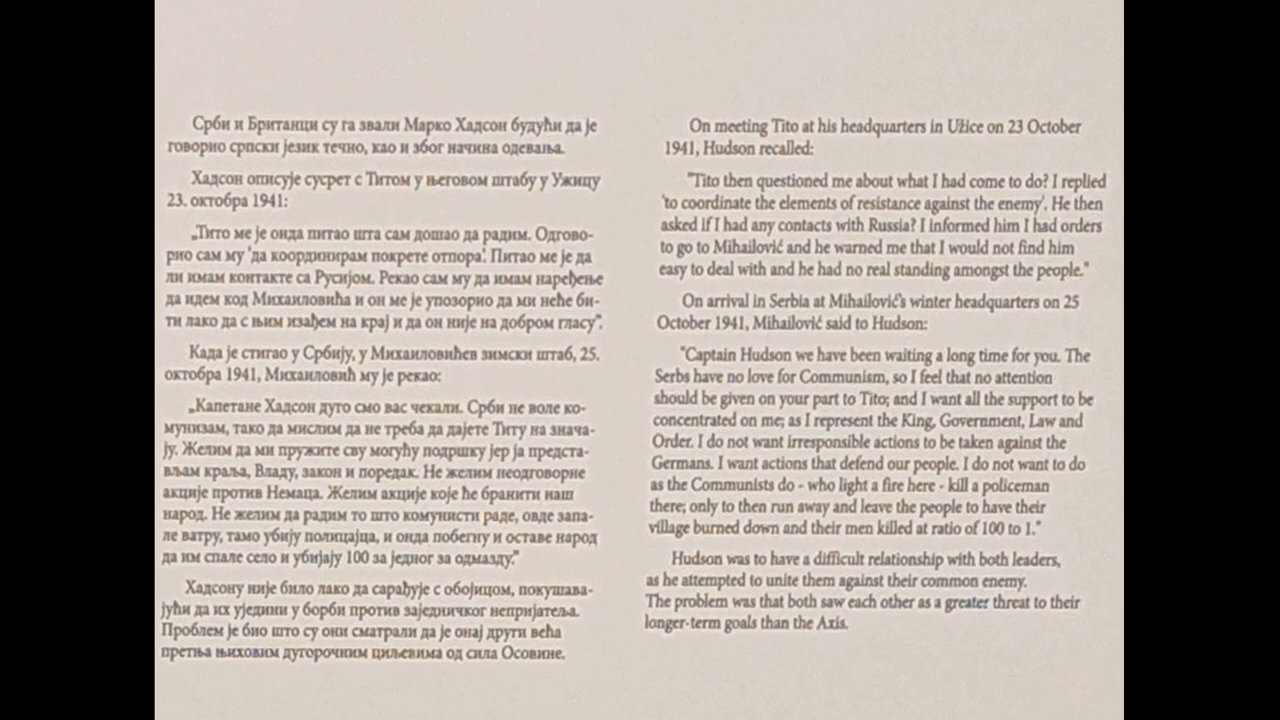 Срби и Британци су га звали Марко Хадсон будући да је
говорио српски језик течно, као и због начина одевања.
Хадсон описује сусрет с Титом у његовом штабу у Ужицу
23. октобра 1941:
„Тито ме је онда питао шта сам дошао да радим. Одгово-
рио сам му 'да координирам покрете отпора'. Питао ме је да
ли имам контакте са Русијом. Рекао сам му да имам наређење
да идем код Михаиловића и он ме је упозорио да ми неће би-
ти лако да с њим изађем на крај и да он није на добром гласу".
Када је стигао у Србију, у Михаиловићев зимски штаб, 25.
октобра 1941, Михаиловић му је рекао:
„Капетане Хадсон дуго смо вас чекали. Срби не воле ко-
мунизам, тако да мислим да не треба да дајете Титу на знача-
ју. Желим да ми пружите сву могућу подршку јер ја предста-
вљам краља, Владу, закон и поредак. Не желим неодговорне
акције против Немаца. Желим акције које ће бранити наш
народ. Не желим да радим то што комунисти раде, овде запа-
ле ватру, тамо убију полицајца, и онда побегну и оставе народ
да им спале село и убијају 100 за једног за одмазду."
Хадсону није било лако да сарађује с обојицом, покушава-
јући да их уједини у борби против заједничког непријатеља.
Проблем је био што су они сматрали да је онај други већа
претња њиховим дугорочним циљевима од сила Осовине.
On meeting Tito at his headquarters in Užice on 23 October
1941, Hudson recalled:
"Tito then questioned me about what I had come to do? I replied
'to coordinate the elements of resistance against the enemy'. He then
asked if I had any contacts with Russia? I informed him I had orders
to go to Mihailović and he warned me that I would not find him
easy to deal with and he had no real standing amongst the people."
On arrival in Serbia at Mihailović's winter headquarters on 25
October 1941, Mihailović said to Hudson:
"Captain Hudson we have been waiting a long time for you. The
Serbs have no love for Communism, so I feel that no attention
should be given on your part to Tito; and I want all the support to be
concentrated on me; as I represent the King, Government, Law and
Order. I do not want irresponsible actions to be taken against the
Germans. I want actions that defend our people. I do not want to do
as the Communists do - who light a fire here - kill a policeman
there; only to then run away and leave the people to have their
village burned down and their men killed at ratio of 100 to 1."
Hudson was to have a difficult relationship with both leaders,
as he attempted to unite them against their common enemy.
The problem was that both saw each other as a greater threat to their
longer-term goals than the Axis.